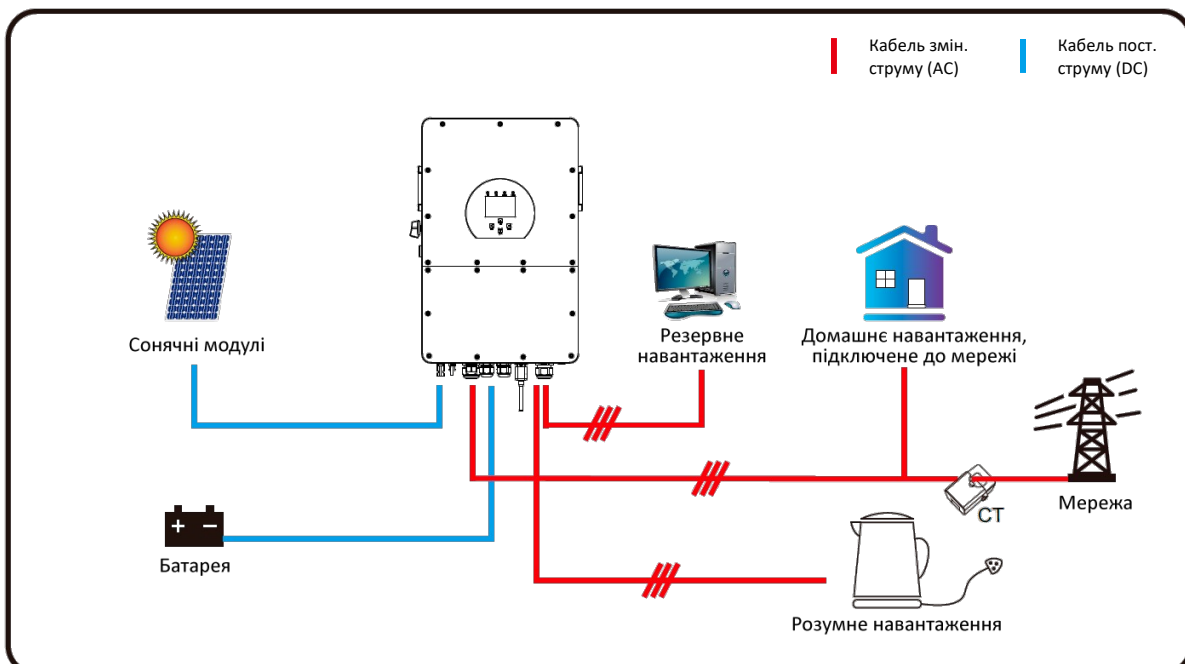 Кабель змін.
струму (AC)
Кабель пост.
струму (DC)
Сонячні модулі
Резервне
навантаження
Домашнє навантаження,
підключене до мережі
Мережа
CT
Батарея
Розумне навантаження